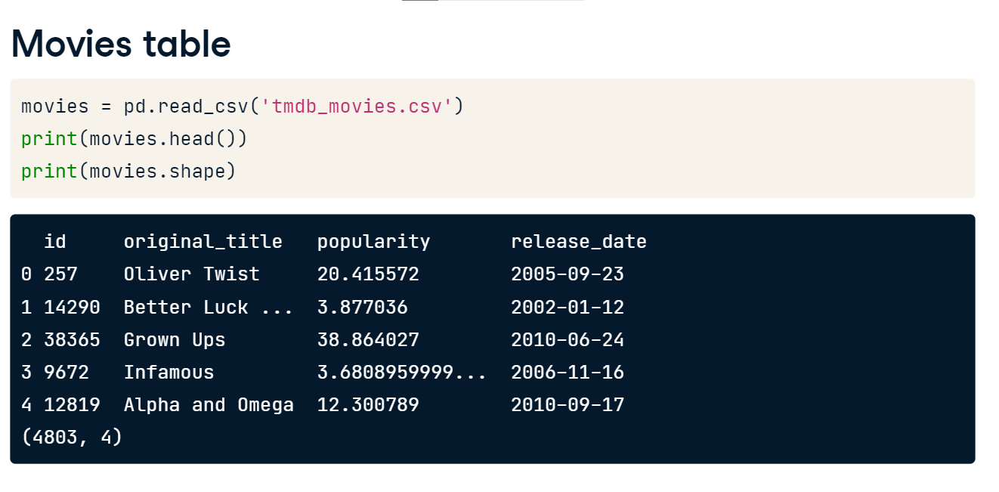 Movies table
movies = pd.read_csv('tmdb_movies.csv')
print(movies.head())
print(movies.shape)
id original_title popularity release_date
0 257 Oliver Twist 20.415572 2005-09-23
1 14290 Better Luck ... 3.877036 2002-01-12
2 38365 Grown Ups 38.864027 2010-06-24
3 9672 Infamous 3.6808959999... 2006-11-16
4 12819 Alpha and Omega 12.300789 2010-09-17
(4803, 4)